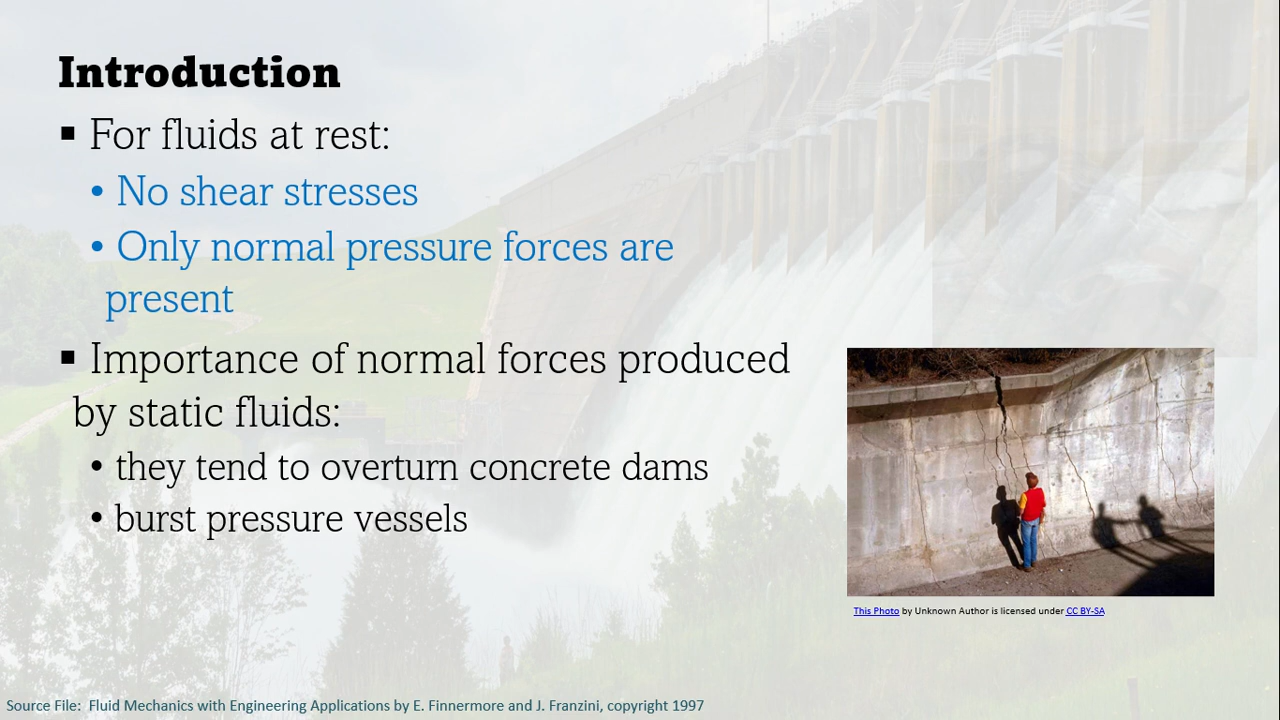 Introduction
▪ For fluids at rest:
• No shear stresses
• Only normal pressure forces are
present
▪ Importance of normal forces produced
by static fluids:
• they tend to overturn concrete dams
• burst pressure vessels
This Photo by Unknown Author is licensed under CC BY-SA
Source File:  Fluid Mechanics with Engineering Applications by E. Finnermore and J. Franzini, copyright 1997